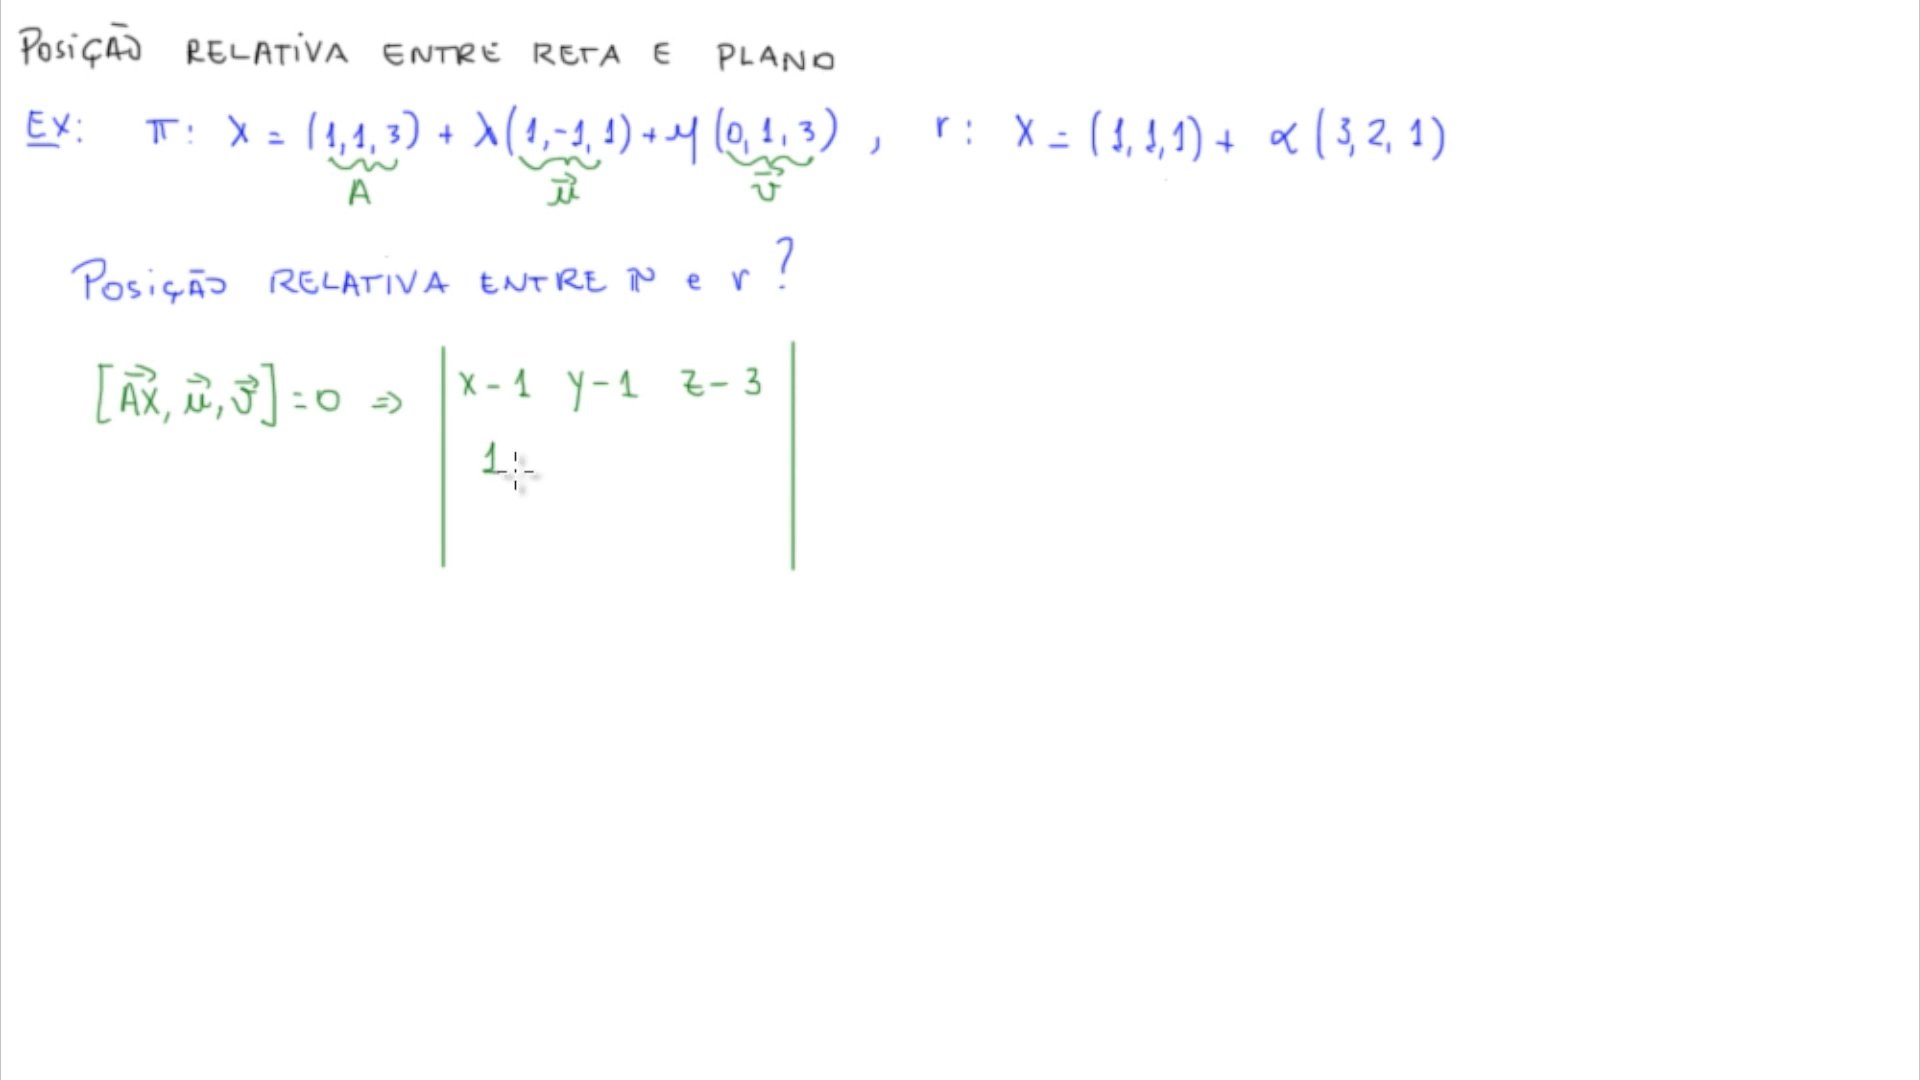 POSIÇÃO RELATIVA ENTRE RETA E PLANO
EX: π: X = (1,1,3) + λ(1,-1,1) + μ(0,1,3) , r: X = (1,1,1) + α(3,2,1)
A u⃗ v⃗
POSIÇÃO RELATIVA ENTRE π e r ?
[AX⃗, u⃗, v⃗] = 0 ⇒ | x-1 y-1 z-3 |
1